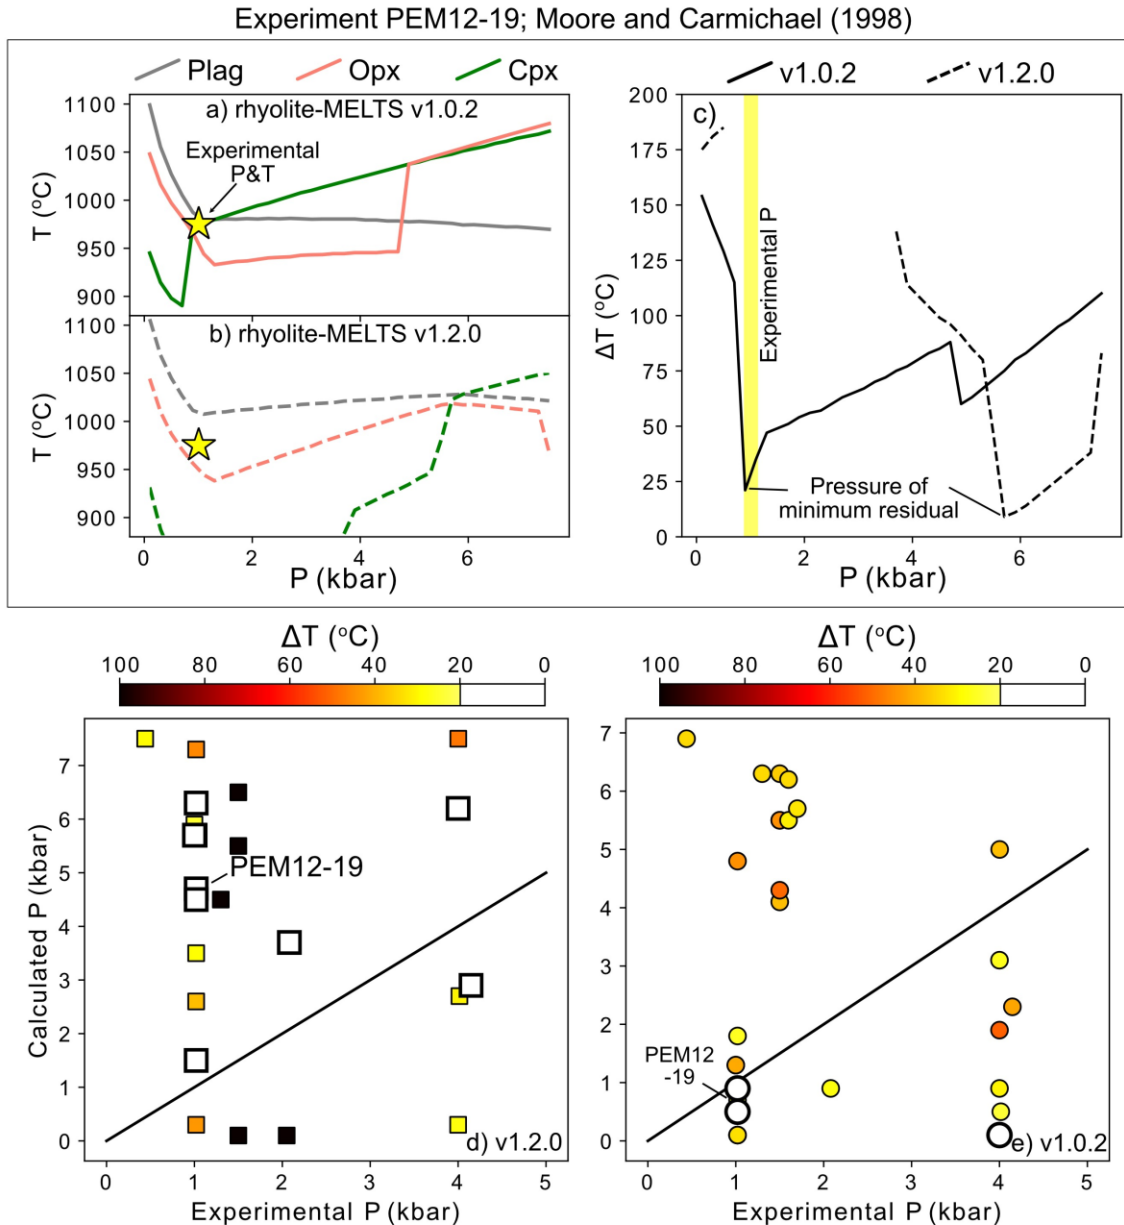 Experiment PEM12-19; Moore and Carmichael (1998)
Plag Opx Cpx
v1.0.2 v1.2.0
a) rhyolite-MELTS v1.0.2
Experimental
P&T
T (°C)
1100
1050
1000
950
900
b) rhyolite-MELTS v1.2.0
T (°C)
1100
1050
1000
950
900
0 2 4 6
P (kbar)
c)
ΔT (°C)
200
175
150
125
100
75
50
25
0
Experimental P
Pressure of
minimum residual
0 2 4 6
P (kbar)
ΔT (°C)
100 80 60 40 20 0
Calculated P (kbar)
7
6
5
4
3
2
1
0
PEM12-19
d) v1.2.0
0 1 2 3 4 5
Experimental P (kbar)
ΔT (°C)
100 80 60 40 20 0
7
6
5
4
3
2
1
0
PEM12
-19
e) v1.0.2
0 1 2 3 4 5
Experimental P (kbar)